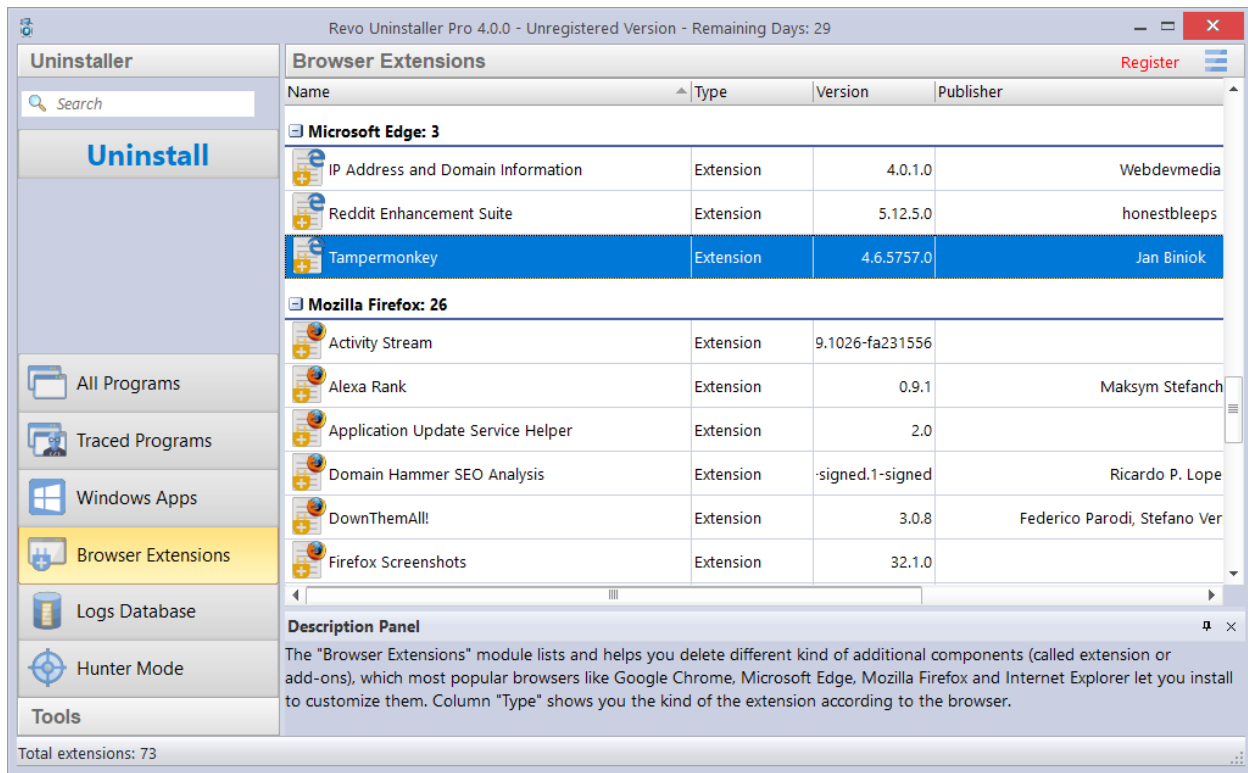 Revo Uninstaller Pro 4.0.0 - Unregistered Version - Remaining Days: 29
Uninstaller
Search
Uninstall
All Programs
Traced Programs
Windows Apps
Browser Extensions
Logs Database
Hunter Mode
Tools
Browser Extensions Register
Name Type Version Publisher
Microsoft Edge: 3
IP Address and Domain Information Extension 4.0.1.0 Webdevmedia
Reddit Enhancement Suite Extension 5.12.5.0 honestbleeps
Tampermonkey Extension 4.6.5757.0 Jan Biniok
Mozilla Firefox: 26
Activity Stream Extension 9.1026-fa231556
Alexa Rank Extension 0.9.1 Maksym Stefanch
Application Update Service Helper Extension 2.0
Domain Hammer SEO Analysis Extension -signed.1-signed Ricardo P. Lope
DownThemAll! Extension 3.0.8 Federico Parodi, Stefano Ver
Firefox Screenshots Extension 32.1.0
Description Panel
The "Browser Extensions" module lists and helps you delete different kind of additional components (called extension or
add-ons), which most popular browsers like Google Chrome, Microsoft Edge, Mozilla Firefox and Internet Explorer let you install
to customize them. Column "Type" shows you the kind of the extension according to the browser.
Total extensions: 73